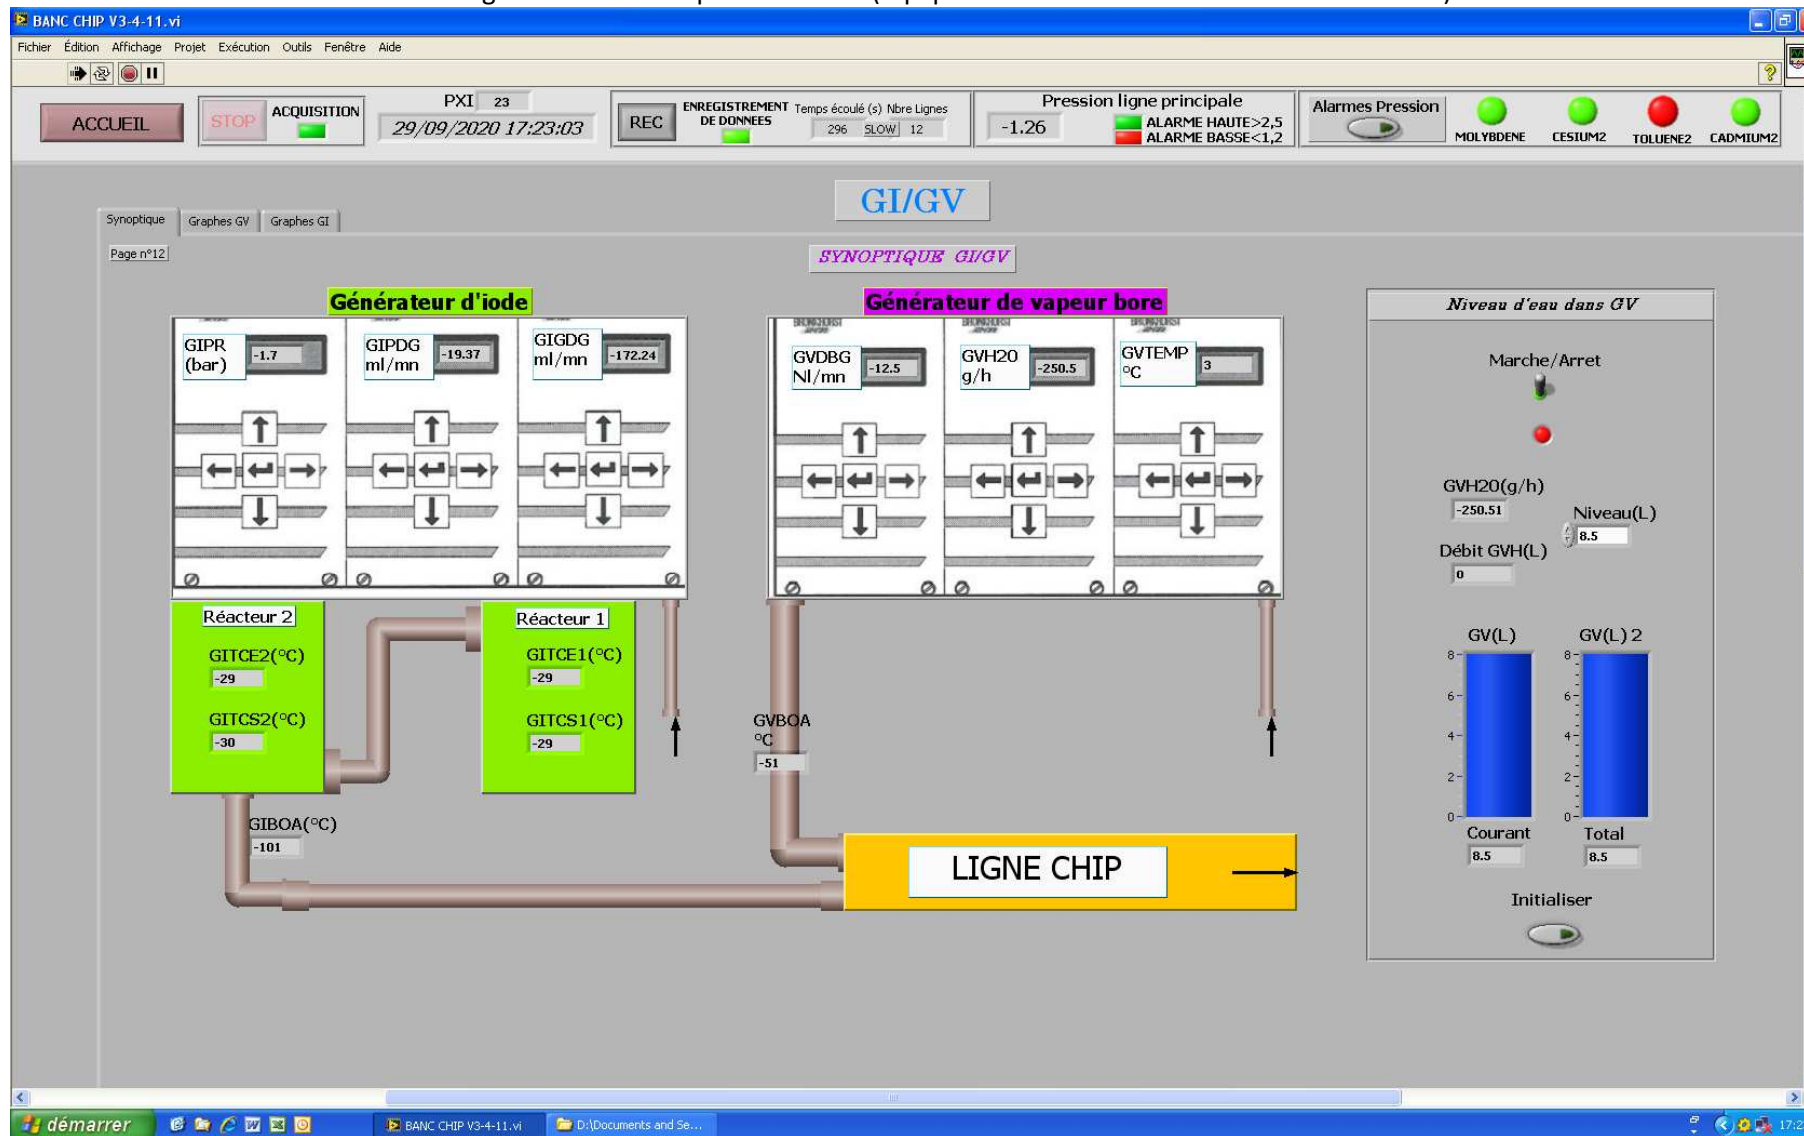 BANC CHIP V3-4-11.vi
Fichier Édition Affichage Projet Exécution Outils Fenêtre Aide
ACCUEIL
STOP
ACQUISITION
PXI 23
29/09/2020 17:23:03
REC
ENREGISTREMENT
DE DONNEES
Temps écoulé (s) Nbre Lignes
296 SLOW 12
Pression ligne principale
-1.26
ALARME HAUTE>2,5
ALARME BASSE<1,2
Alarmes Pression
MOLYBDENE
CESIUM2
TOLUENE2
CADMIUM2
GI/GV
Synoptique
Graphes GV
Graphes GI
Page n°12
SYNOPTIQUE GI/GV
Générateur d'iode
GIPR
(bar)
-1.7
GIPDG
ml/mn
-19.37
GIGDG
ml/mn
-172.24
Générateur de vapeur bore
BRONKHORST
BRONKHORST
BRONKHORST
GVDBG
Nl/mn
-12.5
GVH20
g/h
-250.5
GVTEMP
°C
3
Réacteur 2
GITCE2(°C)
-29
GITCS2(°C)
-30
Réacteur 1
GITCE1(°C)
-29
GITCS1(°C)
-29
GIBOA(°C)
-101
GVBOA
°C
-51
LIGNE CHIP
Niveau d'eau dans GV
Marche/Arret
GVH20(g/h)
-250.51
Niveau(L)
8.5
Débit GVH(L)
0
GV(L)
8
6
4
2
0
Courant
8.5
GV(L) 2
8
6
4
2
0
Total
8.5
Initialiser
démarrer
BANC CHIP V3-4-11.vi
D:\Documents and Se...